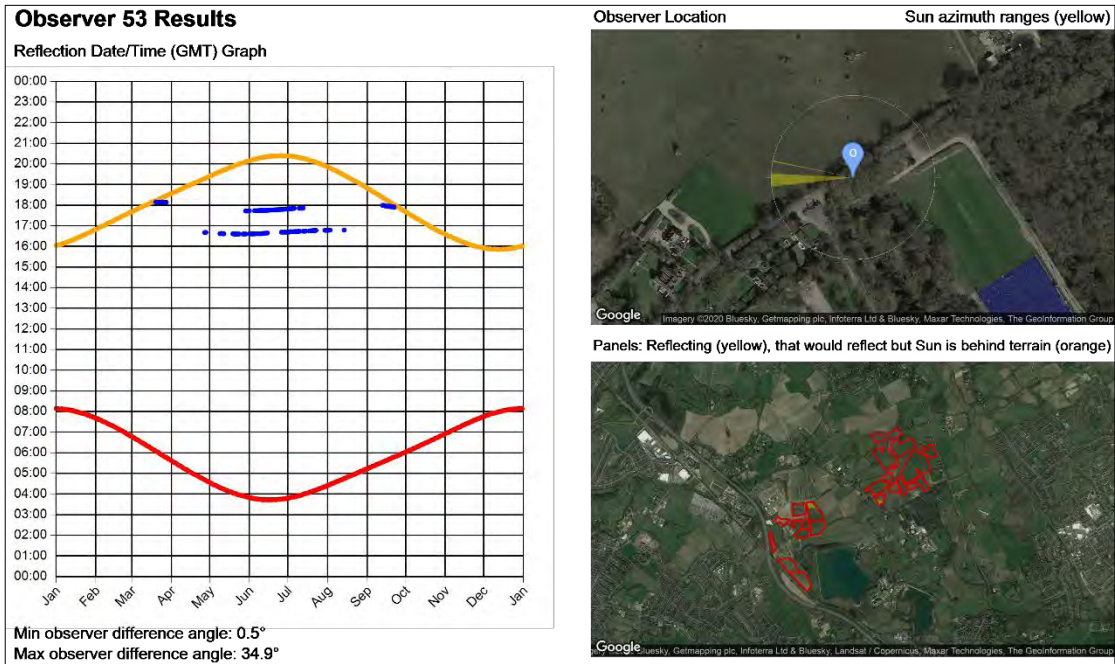 Observer 53 Results
Reflection Date/Time (GMT) Graph
00:00
23:00
22:00
21:00
20:00
19:00
18:00
17:00
16:00
15:00
14:00
13:00
12:00
11:00
10:00
09:00
08:00
07:00
06:00
05:00
04:00
03:00
02:00
01:00
00:00
Jan Feb Mar Apr May Jun Jul Aug Sep Oct Nov Dec Jan
Min observer difference angle: 0.5°
Max observer difference angle: 34.9°
Observer Location Sun azimuth ranges (yellow)
O
Google Imagery ©2020 Bluesky, Getmapping plc, Infoterra Ltd & Bluesky, Maxar Technologies, The GeoInformation Group
Panels: Reflecting (yellow), that would reflect but Sun is behind terrain (orange)
Google Bluesky, Getmapping plc, Infoterra Ltd & Bluesky, Landsat / Copernicus, Maxar Technologies, The GeoInformation Group